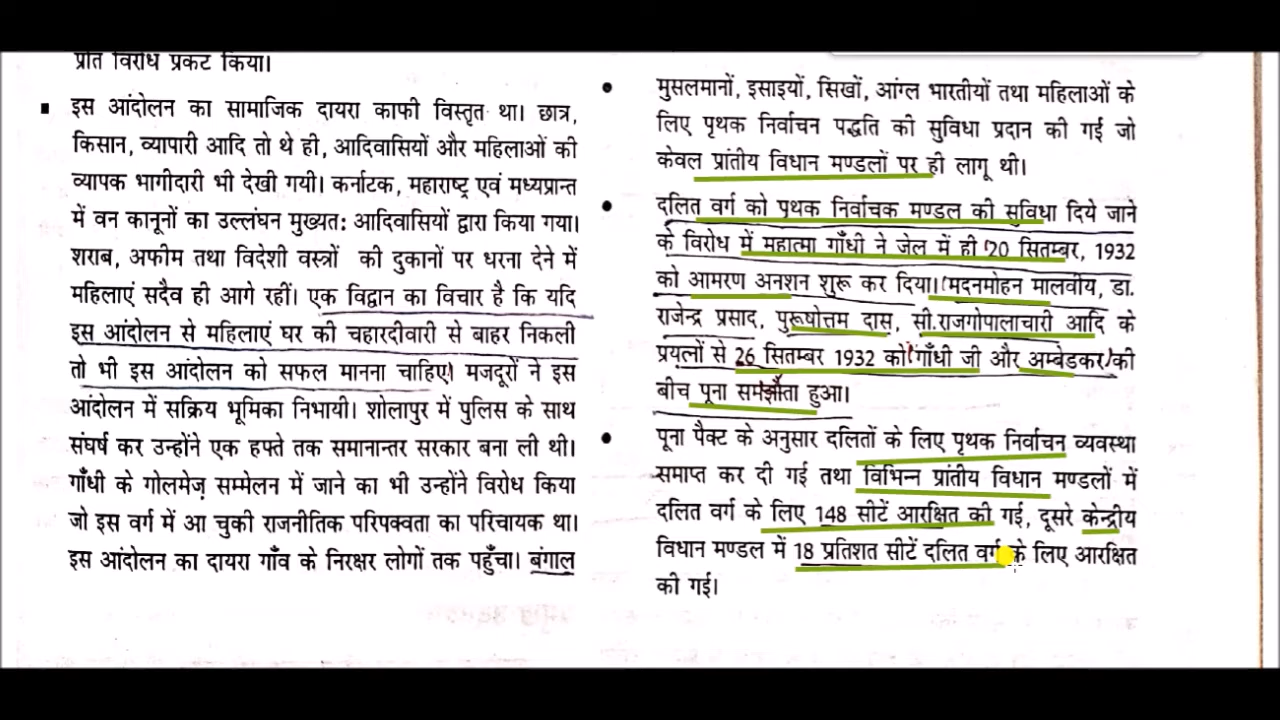 प्रति विरोध प्रकट किया।
▪ इस आंदोलन का सामाजिक दायरा काफी विस्तृत था। छात्र,
किसान, व्यापारी आदि तो थे ही, आदिवासियों और महिलाओं की
व्यापक भागीदारी भी देखी गयी। कर्नाटक, महाराष्ट्र एवं मध्यप्रान्त
में वन कानूनों का उल्लंघन मुख्यत: आदिवासियों द्वारा किया गया।
शराब, अफीम तथा विदेशी वस्त्रों की दुकानों पर धरना देने में
महिलाएं सदैव ही आगे रहीं। एक विद्वान का विचार है कि यदि
इस आंदोलन से महिलाएं घर की चहारदीवारी से बाहर निकली
तो भी इस आंदोलन को सफल मानना चाहिए। मजदूरों ने इस
आंदोलन में सक्रिय भूमिका निभायी। शोलापुर में पुलिस के साथ
संघर्ष कर उन्होंने एक हफ्ते तक समानान्तर सरकार बना ली थी।
गाँधी के गोलमेज़ सम्मेलन में जाने का भी उन्होंने विरोध किया
जो इस वर्ग में आ चुकी राजनीतिक परिपक्वता का परिचायक था।
इस आंदोलन का दायरा गाँव के निरक्षर लोगों तक पहुँचा। बंगाल
• मुसलमानों, इसाइयों, सिखों, आंग्ल भारतीयों तथा महिलाओं के
लिए पृथक निर्वाचन पद्धति की सुविधा प्रदान की गई जो
केवल प्रांतीय विधान मण्डलों पर ही लागू थी।
• दलित वर्ग को पृथक निर्वाचक मण्डल की सुविधा दिये जाने
के विरोध में महात्मा गाँधी ने जेल में ही 20 सितम्बर, 1932
को आमरण अनशन शुरू कर दिया। मदनमोहन मालवीय, डा.
राजेन्द्र प्रसाद, पुरूषोत्तम दास, सी.राजगोपालाचारी आदि के
प्रयत्नों से 26 सितम्बर 1932 को गाँधी जी और अम्बेडकर की
बीच पूना समझौता हुआ।
• पूना पैक्ट के अनुसार दलितों के लिए पृथक निर्वाचन व्यवस्था
समाप्त कर दी गई तथा विभिन्न प्रांतीय विधान मण्डलों में
दलित वर्ग के लिए 148 सीटें आरक्षित की गई, दूसरे केन्द्रीय
विधान मण्डल में 18 प्रतिशत सीटें दलित वर्ग के लिए आरक्षित
की गई।